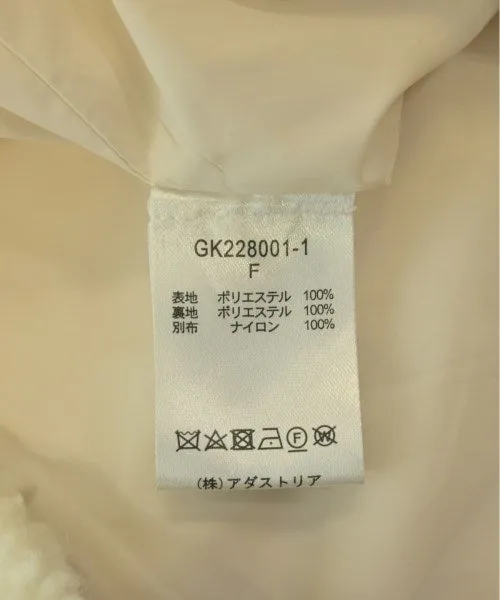 GK228001-1
F
表地 ポリエステル 100%
裏地 ポリエステル 100%
別布 ナイロン 100%
F W
(株)アダストリア